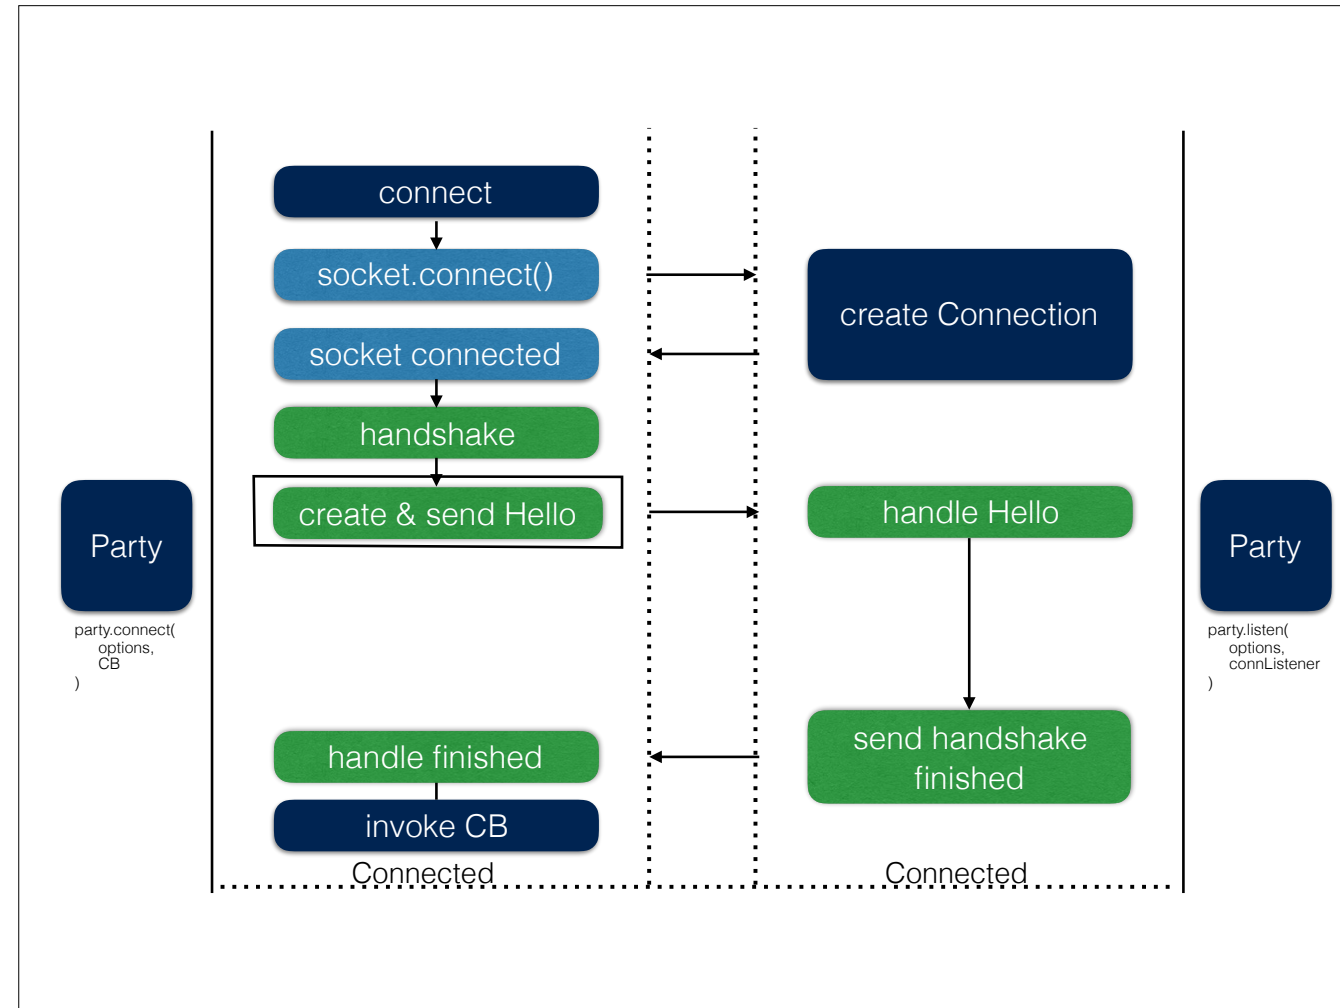 connect
socket.connect()
create Connection
socket connected
handshake
create & send Hello
handle Hello
Party
party.connect(
options,
CB
)
Party
party.listen(
options,
connListener
)
send handshake
finished
handle finished
invoke CB
Connected
Connected